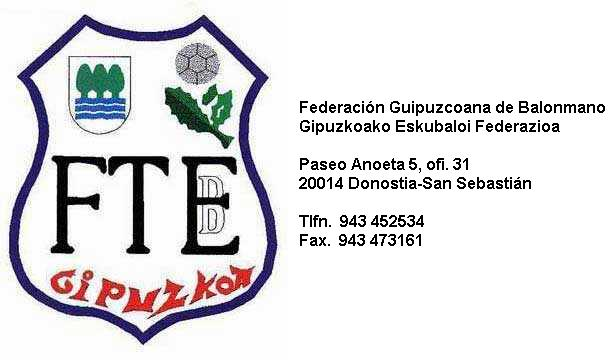 FTE
B
GIPUZKOA
Federación Guipuzcoana de Balonmano
Gipuzkoako Eskubaloi Federazioa
Paseo Anoeta 5, ofi. 31
20014 Donostia-San Sebastián
Tlfn. 943 452534
Fax. 943 473161